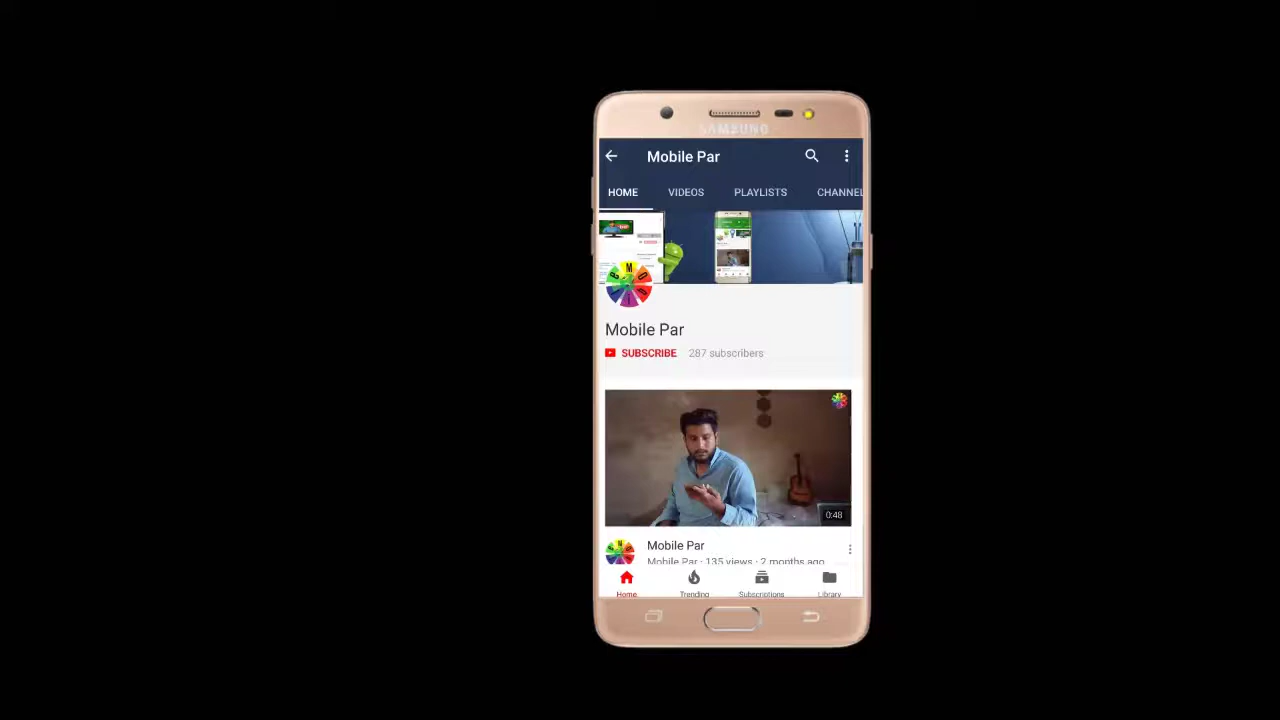 SAMSUNG
Mobile Par
HOME VIDEOS PLAYLISTS CHANNEL
Mobile Par
SUBSCRIBE 287 subscribers
0:48
Mobile Par
Mobile Par · 135 views · 2 months ago
Home Trending Subscriptions Library